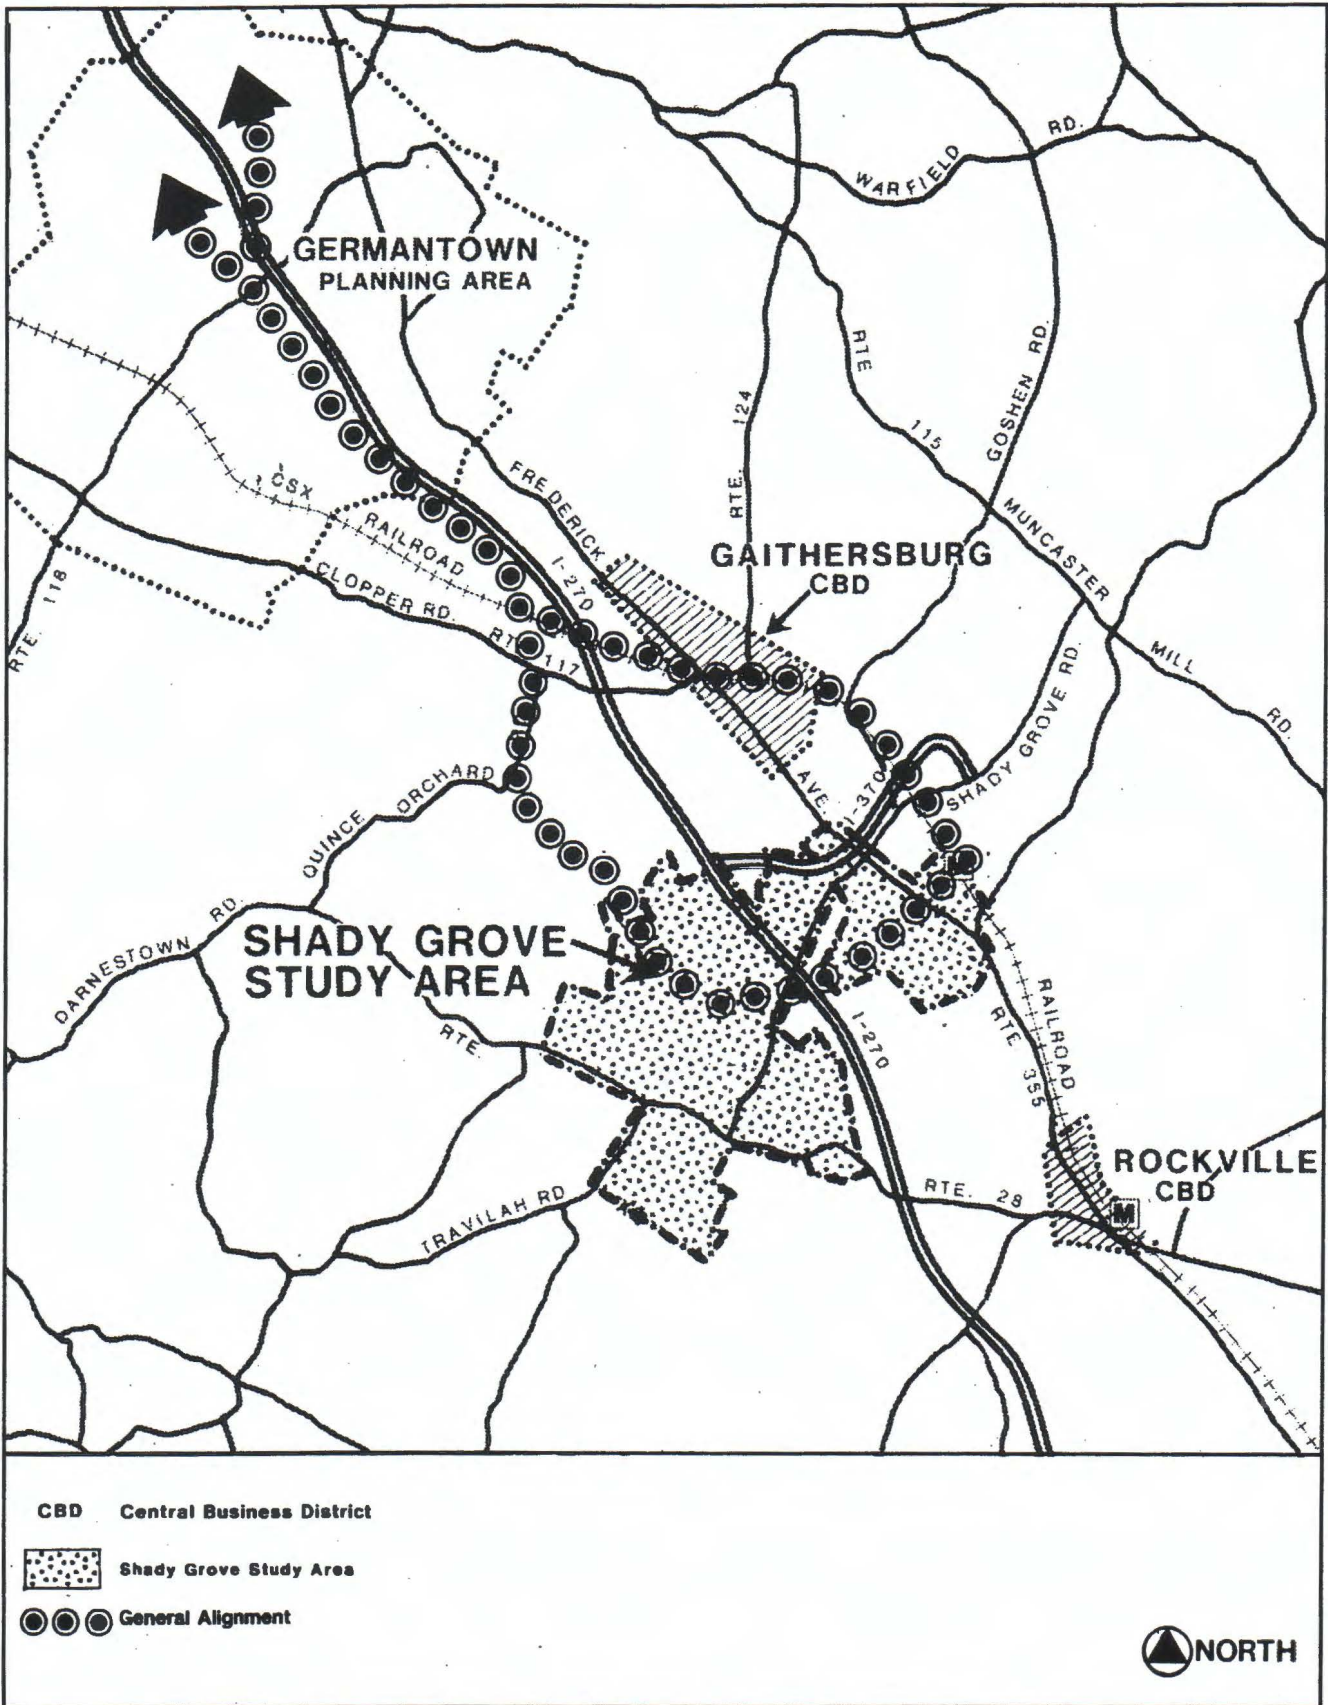 WARFIELD RD.
GERMANTOWN
PLANNING AREA
RTE 115
GOSHEN RD.
RTE. 124
MUNCASTER MILL RD.
FREDERICK AVE.
CSX RAILROAD
CLOPPER RD.
I-270
GAITHERSBURG
CBD
RTE. 118
RTE 117
SHADY GROVE RD.
I-370
QUINCE ORCHARD
DARNESTOWN RD.
M
SHADY GROVE
STUDY AREA
RTE.
I-270
RTE 355
RAILROAD
ROCKVILLE
CBD
TRAVILAH RD
RTE. 28
M
CBD Central Business District
Shady Grove Study Area
General Alignment
NORTH